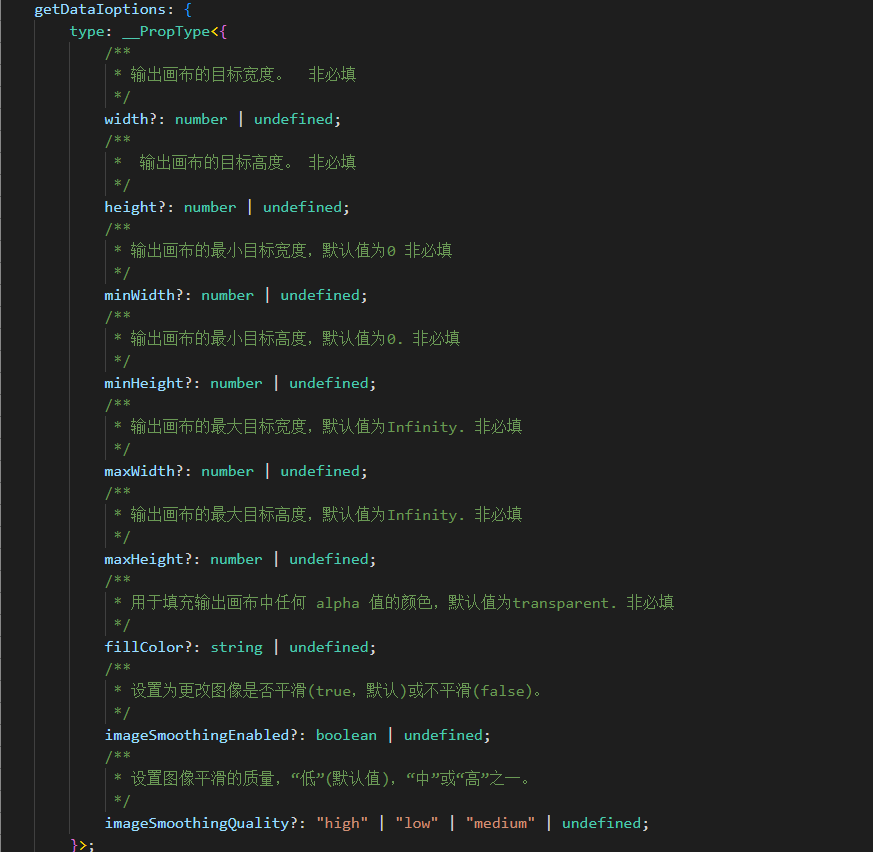 getDataIoptions: {
type: __PropType<{
/**
* 输出画布的目标宽度。  非必填
*/
width?: number | undefined;
/**
*  输出画布的目标高度。 非必填
*/
height?: number | undefined;
/**
* 输出画布的最小目标宽度，默认值为0 非必填
*/
minWidth?: number | undefined;
/**
* 输出画布的最小目标高度，默认值为0. 非必填
*/
minHeight?: number | undefined;
/**
* 输出画布的最大目标宽度，默认值为Infinity. 非必填
*/
maxWidth?: number | undefined;
/**
* 输出画布的最大目标高度，默认值为Infinity. 非必填
*/
maxHeight?: number | undefined;
/**
* 用于填充输出画布中任何 alpha 值的颜色，默认值为transparent. 非必填
*/
fillColor?: string | undefined;
/**
* 设置为更改图像是否平滑(true，默认)或不平滑(false)。
*/
imageSmoothingEnabled?: boolean | undefined;
/**
* 设置图像平滑的质量，“低”(默认值)，“中”或“高”之一。
*/
imageSmoothingQuality?: "high" | "low" | "medium" | undefined;
}>;